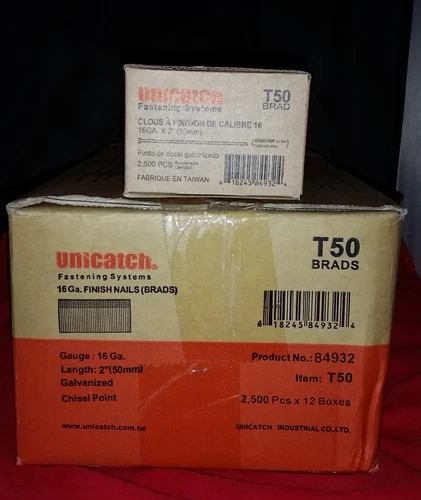 unicatch®
Fastening Systems
T50
BRAD
CLOUS À FINITION DE CALIBRE 16
16GA. X 2" (50mm)
Punto de cincel galvanizado
2,500 PCS
FABRIQUE EN TAIWAN
6 18245 84932 4
unicatch®
Fastening Systems
T50
BRADS
16 Ga. FINISH NAILS (BRADS)
6 18245 84932 4
Gauge : 16 Ga.
Length: 2"(50mm)
Galvanized
Chisel Point
Product No.: 84932
Item: T50
2,500 Pcs x 12 Boxes
www.unicatch.com.tw
UNICATCH INDUSTRIAL CO.,LTD.